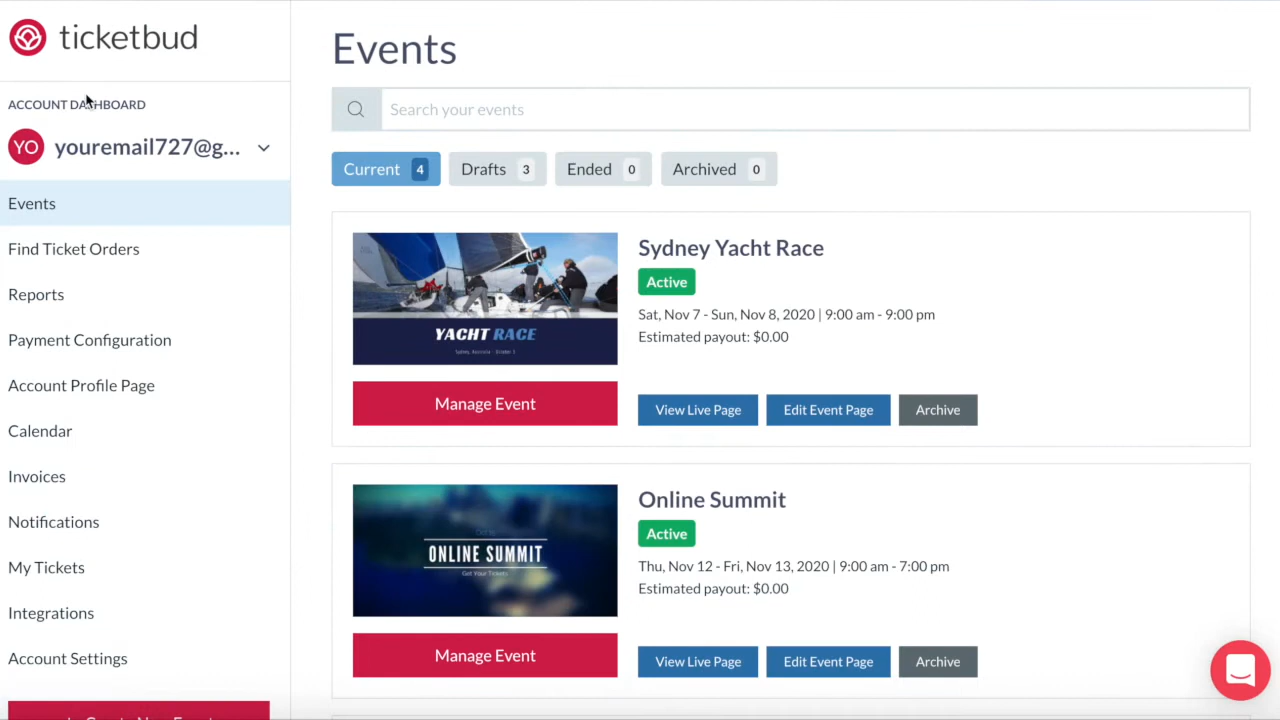 ticketbud
ACCOUNT DASHBOARD
YO youremail727@g...
Events
Find Ticket Orders
Reports
Payment Configuration
Account Profile Page
Calendar
Invoices
Notifications
My Tickets
Integrations
Account Settings
Events
Search your events
Current 4 Drafts 3 Ended 0 Archived 0
YACHT RACE
Sydney Yacht Race
Active
Sat, Nov 7 - Sun, Nov 8, 2020 | 9:00 am - 9:00 pm
Estimated payout: $0.00
Manage Event
View Live Page Edit Event Page Archive
ONLINE SUMMIT
Get Your Tickets
Online Summit
Active
Thu, Nov 12 - Fri, Nov 13, 2020 | 9:00 am - 7:00 pm
Estimated payout: $0.00
Manage Event
View Live Page Edit Event Page Archive